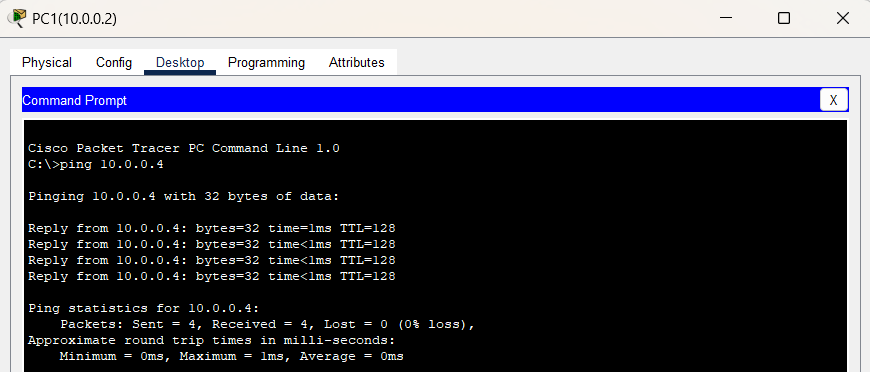 PC1(10.0.0.2)
Physical Config Desktop Programming Attributes
Command Prompt X
Cisco Packet Tracer PC Command Line 1.0
C:\>ping 10.0.0.4
Pinging 10.0.0.4 with 32 bytes of data:
Reply from 10.0.0.4: bytes=32 time=1ms TTL=128
Reply from 10.0.0.4: bytes=32 time<1ms TTL=128
Reply from 10.0.0.4: bytes=32 time<1ms TTL=128
Reply from 10.0.0.4: bytes=32 time<1ms TTL=128
Ping statistics for 10.0.0.4:
Packets: Sent = 4, Received = 4, Lost = 0 (0% loss),
Approximate round trip times in milli-seconds:
Minimum = 0ms, Maximum = 1ms, Average = 0ms